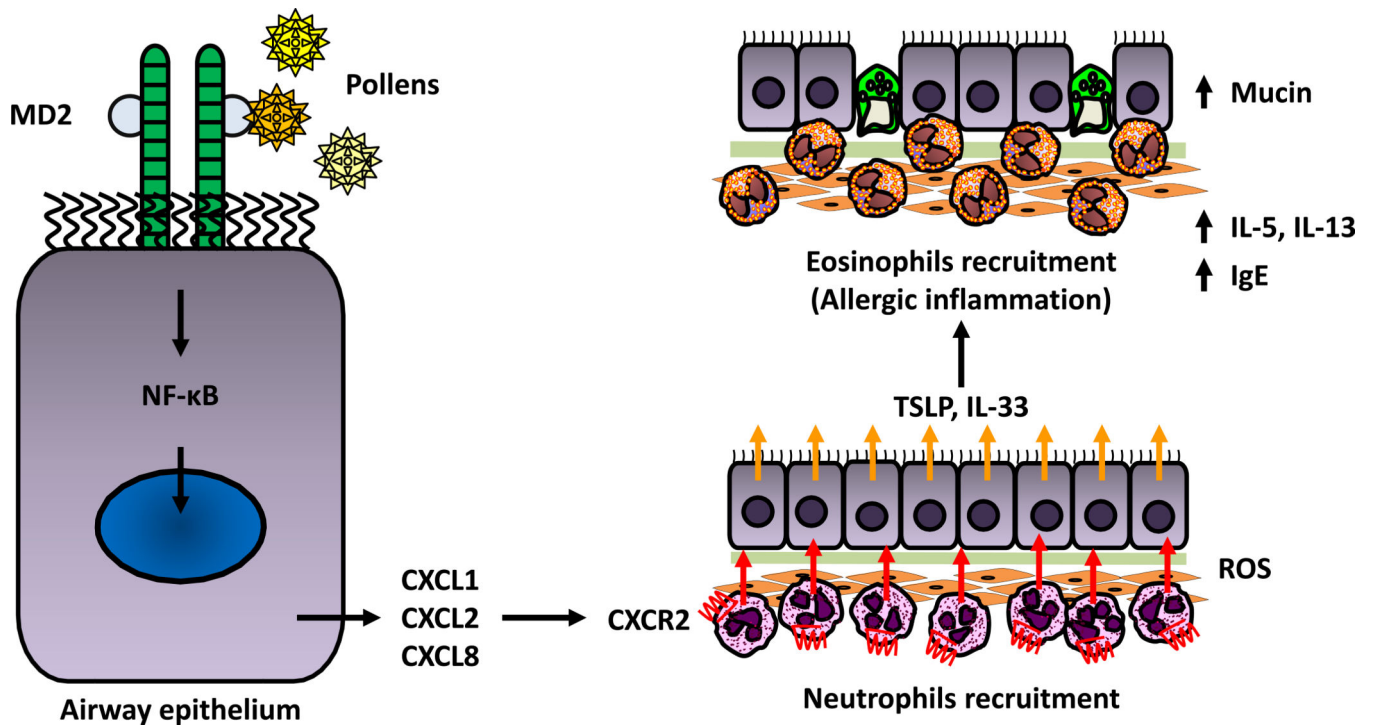 MD2
Pollens
NF-κB
Airway epithelium
CXCL1
CXCL2
CXCL8
CXCR2
Neutrophils recruitment
ROS
TSLP, IL-33
Eosinophils recruitment
(Allergic inflammation)
Mucin
IL-5, IL-13
IgE